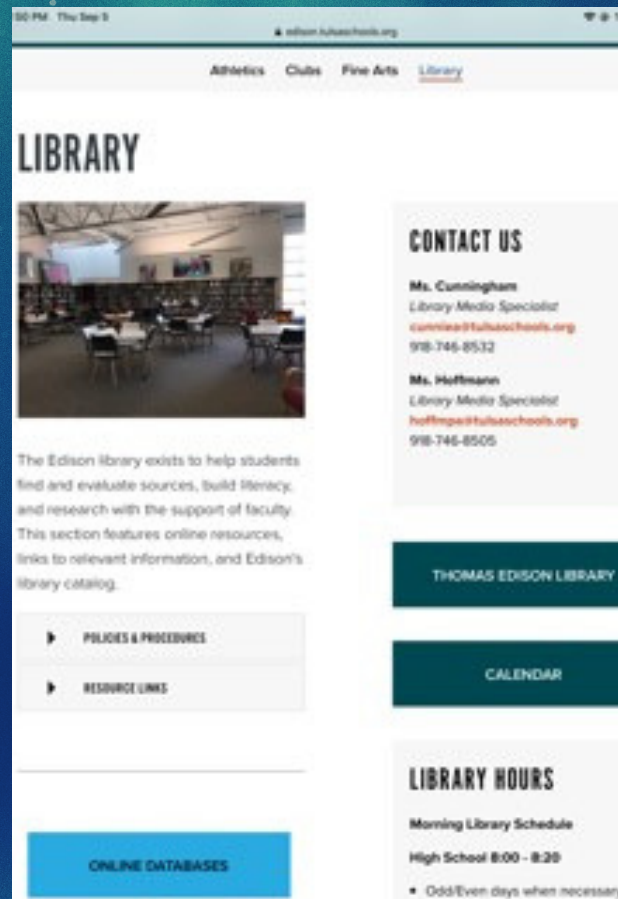 50 PM Thu Sep 5
edison.tulsaschools.org
Athletics Clubs Fine Arts Library
LIBRARY
The Edison library exists to help students
find and evaluate sources, build literacy,
and research with the support of faculty.
This section features online resources,
links to relevant information, and Edison's
library catalog.
POLICIES & PROCEDURES
RESOURCE LINKS
ONLINE DATABASES
CONTACT US
Ms. Cunningham
Library Media Specialist
cunniea@tulsaschools.org
918-746-8532
Ms. Hoffmann
Library Media Specialist
hoffmpa@tulsaschools.org
918-746-8505
THOMAS EDISON LIBRARY
CALENDAR
LIBRARY HOURS
Morning Library Schedule
High School 8:00 - 8:20
• Odd/Even days when necessary